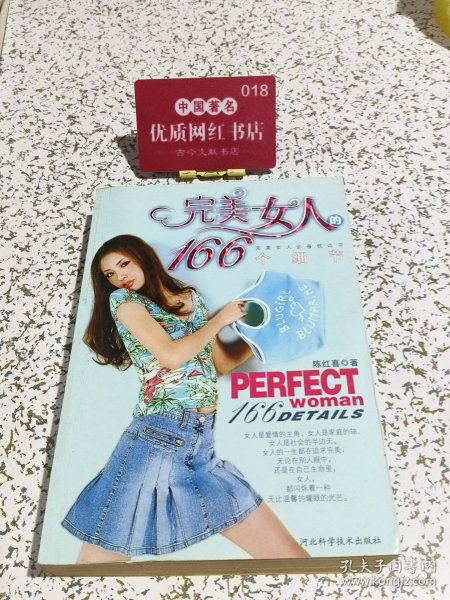 018
中国著名
优质网红书店
古今文献书店
完美女人的
166个细节
完美女人必备枕边书
BLUGIRL
BLUMARINE
陈红喜◎著
PERFECT
woman
166 DETAILS
女人是爱情的主角、女人是家庭的轴、
女人是社会的半边天。
女人的一生都在追求完美,
无论在别人眼中,
还是在自己生命里,
女人,
都闪烁着一种
无比温馨的耀眼的光芒。
河北科学技术出版社
孔夫子旧书网
www.kongfz.com